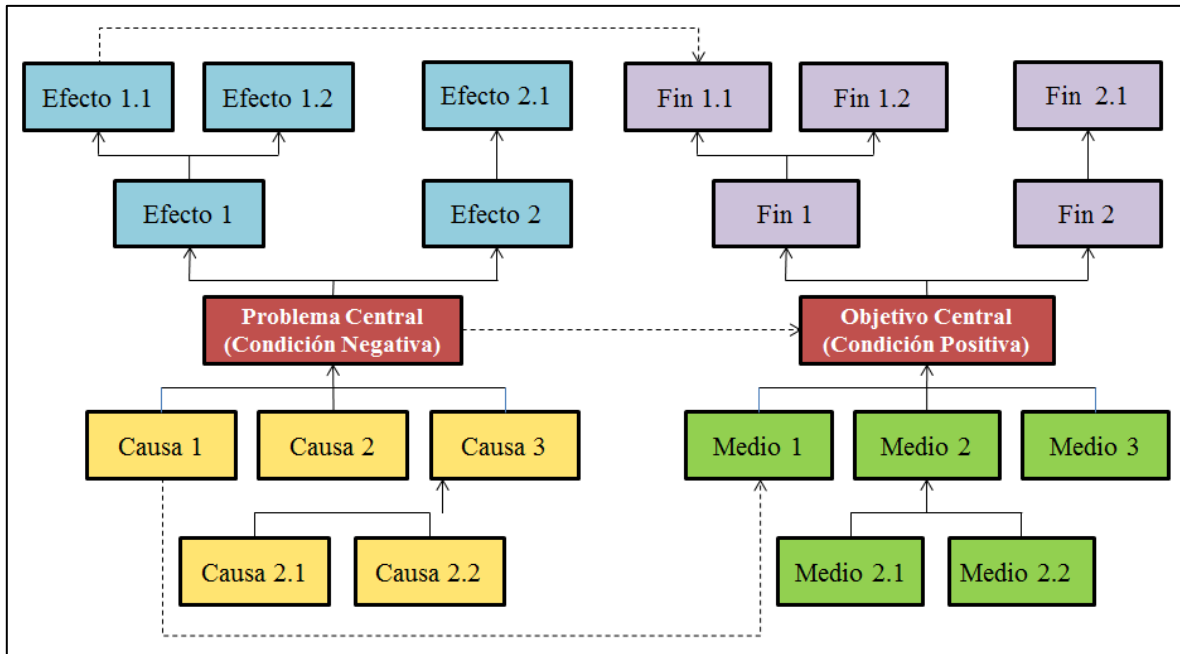 Efecto 1.1
Efecto 1.2
Efecto 2.1
Fin 1.1
Fin 1.2
Fin 2.1
Efecto 1
Efecto 2
Fin 1
Fin 2
Problema Central
(Condición Negativa)
Objetivo Central
(Condición Positiva)
Causa 1
Causa 2
Causa 3
Medio 1
Medio 2
Medio 3
Causa 2.1
Causa 2.2
Medio 2.1
Medio 2.2